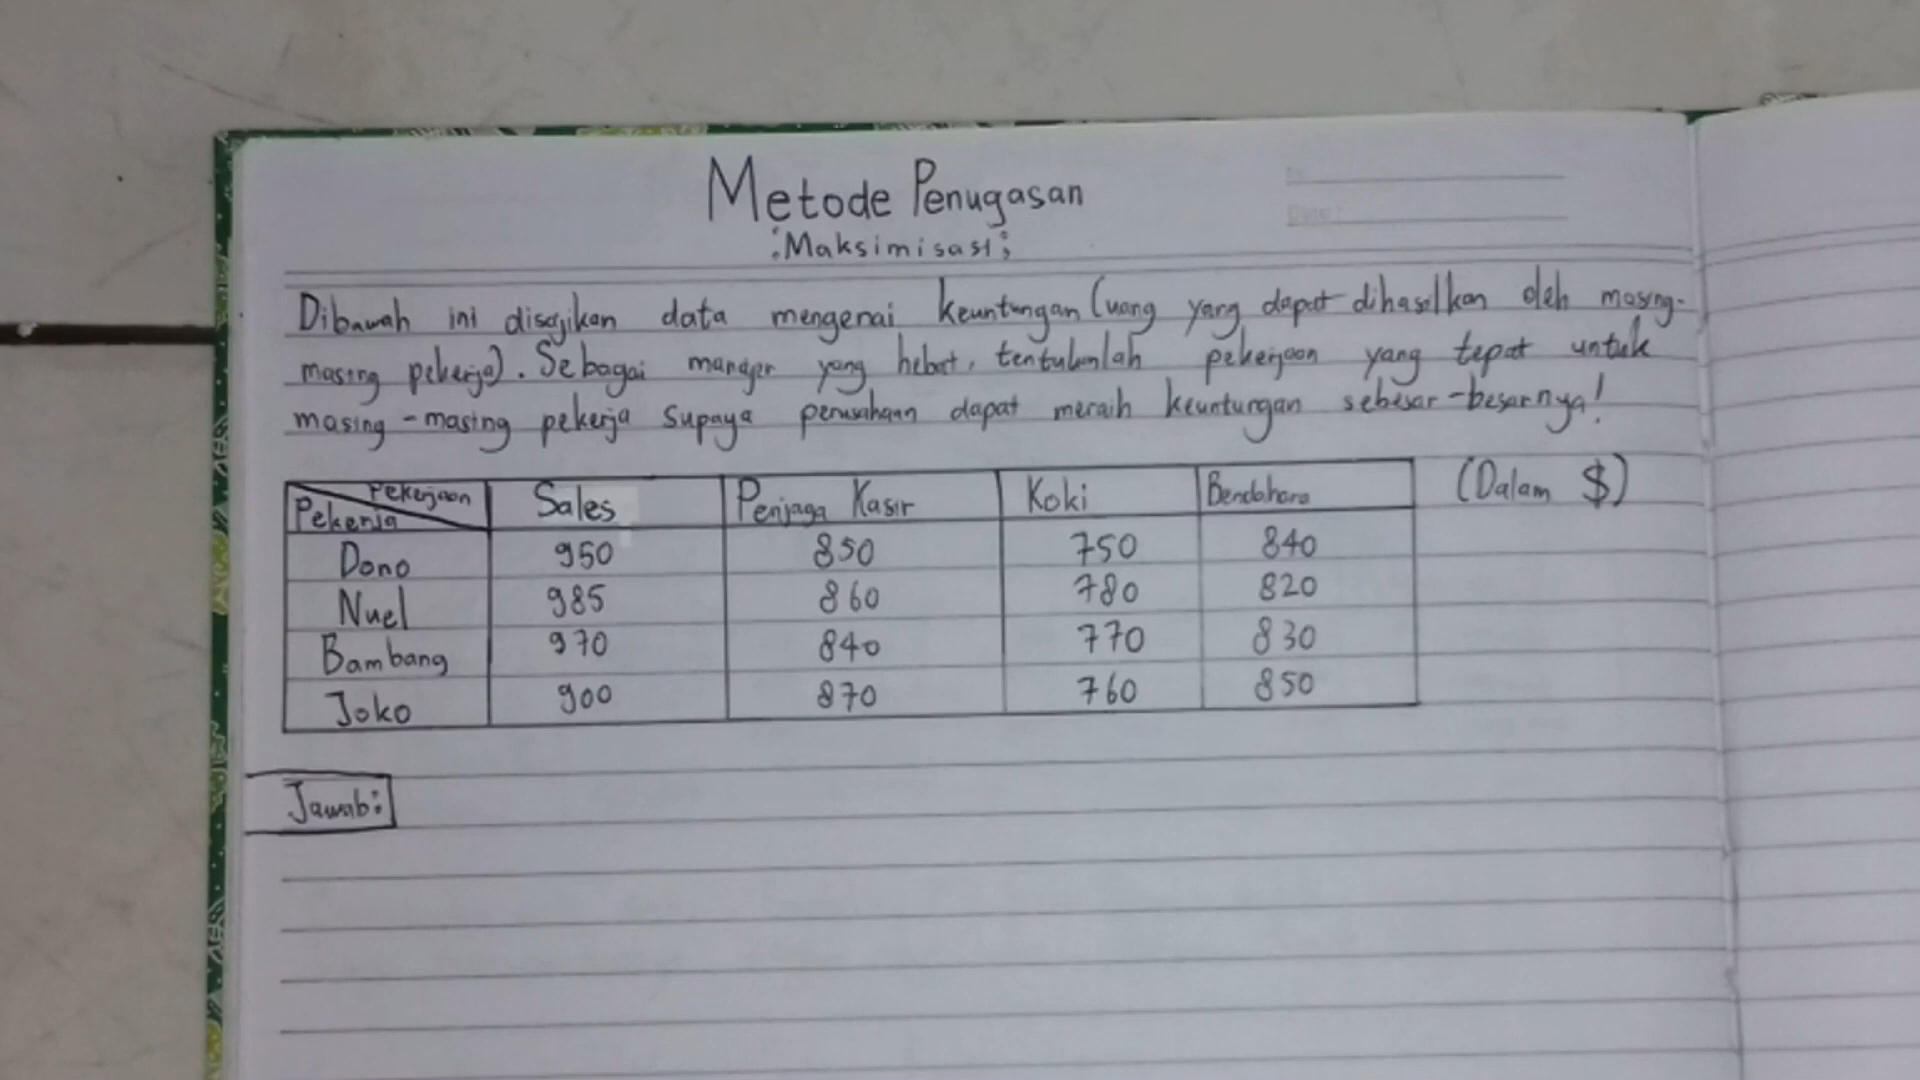 Metode Penugasan
:Maksimisasi;
Dibawah ini disajikan data mengenai keuntungan (uang yang dapat dihasilkan oleh masing-
masing pekerja). Sebagai manajer yang hebat, tentukanlah pekerjaan yang tepat untuk
masing-masing pekerja supaya perusahaan dapat meraih keuntungan sebesar-besarnya!
Pekerjaan Sales Penjaga Kasir Koki Bendahara (Dalam $)
Pekerja
Dono 950 850 750 840
Nuel 985 860 780 820
Bambang 970 840 770 830
Joko 900 870 760 850
Jawab: